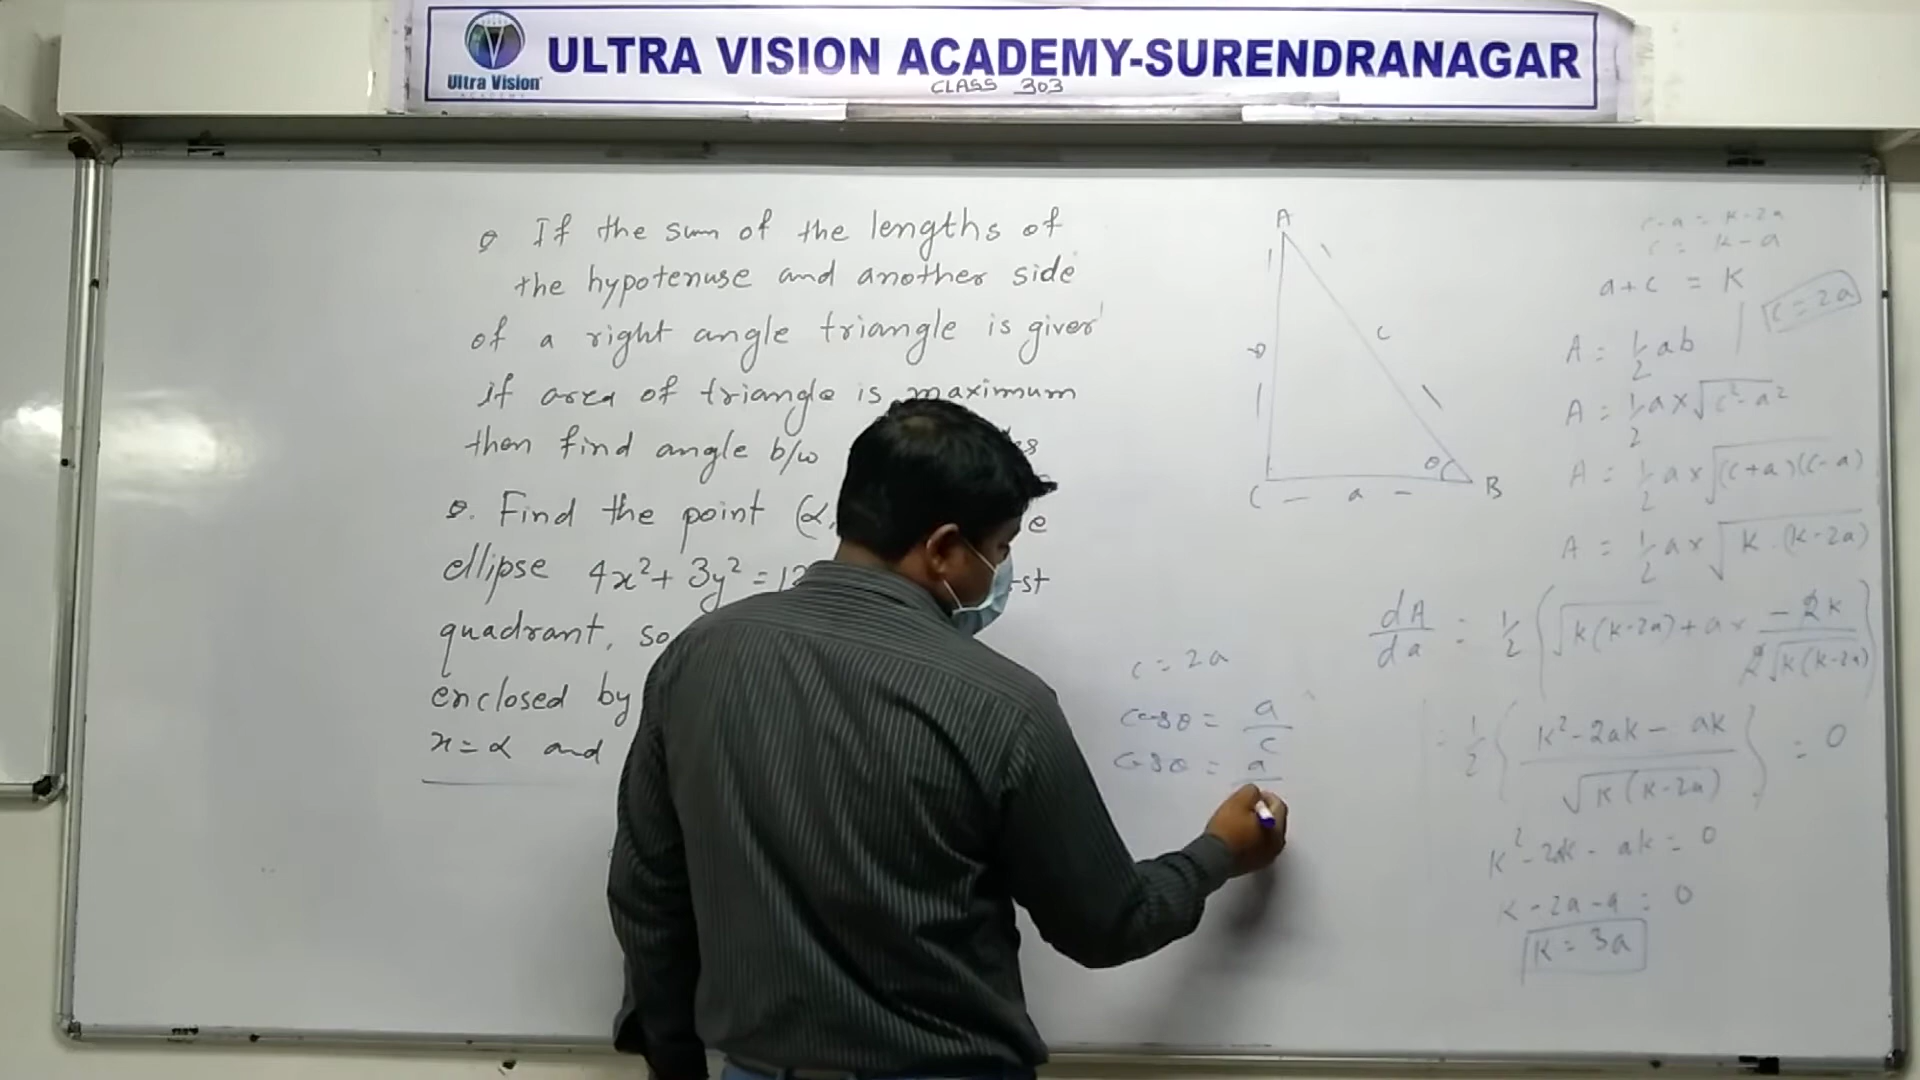 Ultra Vision
ACADEMY
ULTRA VISION ACADEMY-SURENDRANAGAR
CLASS 303
Q If the sum of the lengths of
the hypotenuse and another side
of a right angle triangle is given
if area of triangle is maximum
then find angle b/w
Q. Find the point (α,
ellipse 4x² + 3y² = 12
quadrant, so
enclosed by
x = α and
A
b
c
θ
C
a
B
c = 2a
cosθ = a/c
cosθ = a
c - a = k - 2a
c = k - a
a + c = K
c = 2a
A = 1/2 ab
A = 1/2 a × √(c² - a²)
A = 1/2 a × √((c + a)(c - a))
A = 1/2 a × √(K . (k - 2a))
dA/da = 1/2 { √(k(k - 2a)) + a × -2k / 2√(k(k - 2a)) }
= 1/2 { (k² - 2ak - ak) / √(k(k - 2a)) } = 0
k² - 2ak - ak = 0
k - 2a - a = 0
K = 3a